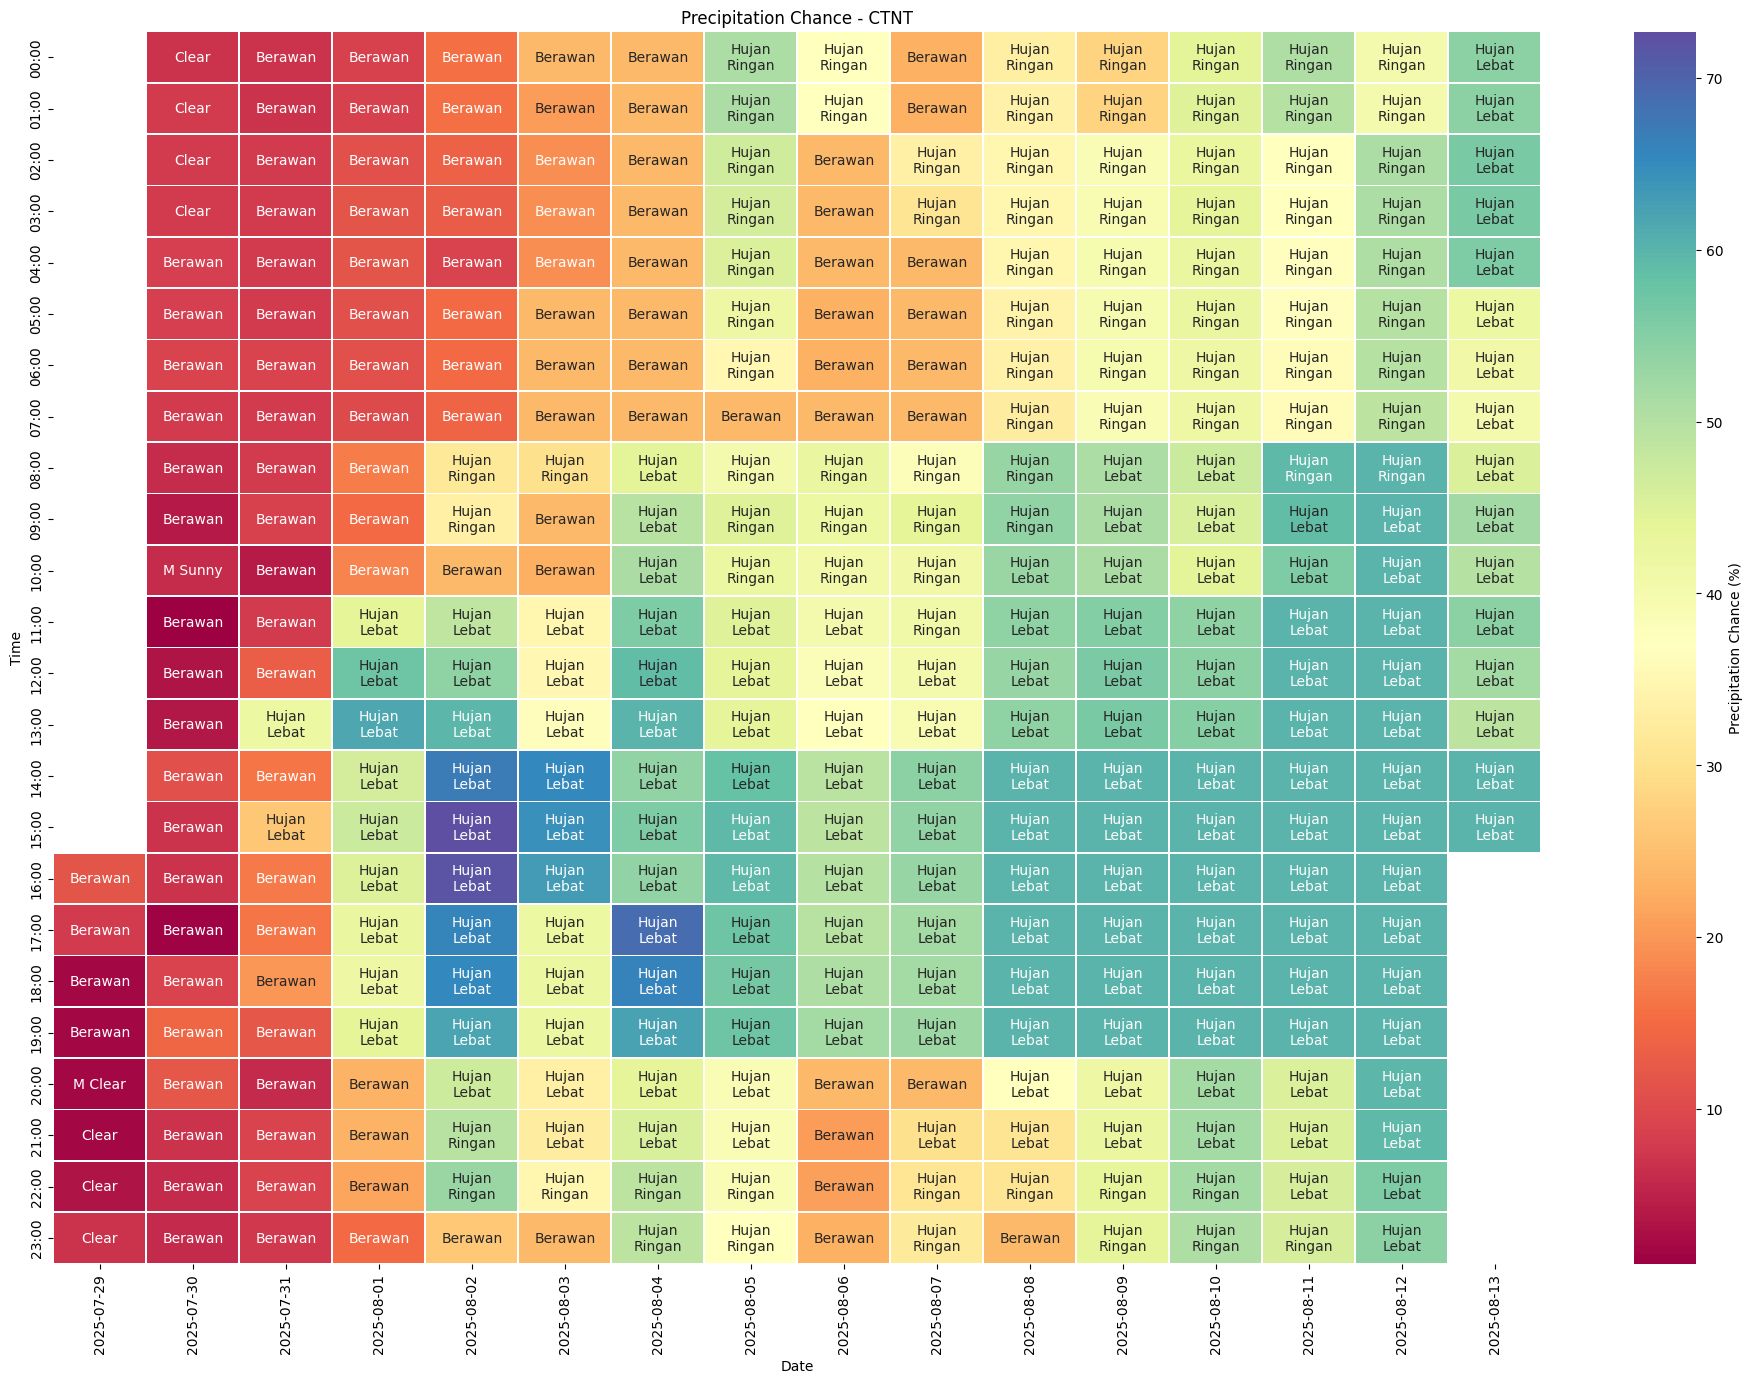 Precipitation Chance - CTNT
00:00 Clear Berawan Berawan Berawan Berawan Berawan Hujan Ringan Hujan Ringan Berawan Hujan Ringan Hujan Ringan Hujan Ringan Hujan Ringan Hujan Ringan Hujan Lebat
01:00 Clear Berawan Berawan Berawan Berawan Berawan Hujan Ringan Hujan Ringan Berawan Hujan Ringan Hujan Ringan Hujan Ringan Hujan Ringan Hujan Ringan Hujan Lebat
02:00 Clear Berawan Berawan Berawan Berawan Berawan Hujan Ringan Berawan Hujan Ringan Hujan Ringan Hujan Ringan Hujan Ringan Hujan Ringan Hujan Ringan Hujan Lebat
03:00 Clear Berawan Berawan Berawan Berawan Berawan Hujan Ringan Berawan Hujan Ringan Hujan Ringan Hujan Ringan Hujan Ringan Hujan Ringan Hujan Ringan Hujan Lebat
04:00 Berawan Berawan Berawan Berawan Berawan Berawan Hujan Ringan Berawan Berawan Hujan Ringan Hujan Ringan Hujan Ringan Hujan Ringan Hujan Ringan Hujan Lebat
05:00 Berawan Berawan Berawan Berawan Berawan Berawan Hujan Ringan Berawan Berawan Hujan Ringan Hujan Ringan Hujan Ringan Hujan Ringan Hujan Ringan Hujan Lebat
06:00 Berawan Berawan Berawan Berawan Berawan Berawan Hujan Ringan Berawan Berawan Hujan Ringan Hujan Ringan Hujan Ringan Hujan Ringan Hujan Ringan Hujan Lebat
07:00 Berawan Berawan Berawan Berawan Berawan Berawan Berawan Berawan Berawan Hujan Ringan Hujan Ringan Hujan Ringan Hujan Ringan Hujan Ringan Hujan Lebat
08:00 Berawan Berawan Berawan Hujan Ringan Hujan Ringan Hujan Lebat Hujan Ringan Hujan Ringan Hujan Ringan Hujan Ringan Hujan Lebat Hujan Lebat Hujan Ringan Hujan Ringan Hujan Lebat
09:00 Berawan Berawan Berawan Hujan Ringan Berawan Hujan Lebat Hujan Ringan Hujan Ringan Hujan Ringan Hujan Ringan Hujan Lebat Hujan Lebat Hujan Lebat Hujan Lebat Hujan Lebat
10:00 M Sunny Berawan Berawan Berawan Berawan Hujan Lebat Hujan Ringan Hujan Ringan Hujan Ringan Hujan Lebat Hujan Lebat Hujan Lebat Hujan Lebat Hujan Lebat Hujan Lebat
11:00 Berawan Berawan Hujan Lebat Hujan Lebat Hujan Lebat Hujan Lebat Hujan Lebat Hujan Lebat Hujan Ringan Hujan Lebat Hujan Lebat Hujan Lebat Hujan Lebat Hujan Lebat Hujan Lebat
12:00 Berawan Berawan Hujan Lebat Hujan Lebat Hujan Lebat Hujan Lebat Hujan Lebat Hujan Lebat Hujan Lebat Hujan Lebat Hujan Lebat Hujan Lebat Hujan Lebat Hujan Lebat Hujan Lebat
13:00 Berawan Hujan Lebat Hujan Lebat Hujan Lebat Hujan Lebat Hujan Lebat Hujan Lebat Hujan Lebat Hujan Lebat Hujan Lebat Hujan Lebat Hujan Lebat Hujan Lebat Hujan Lebat Hujan Lebat
14:00 Berawan Berawan Hujan Lebat Hujan Lebat Hujan Lebat Hujan Lebat Hujan Lebat Hujan Lebat Hujan Lebat Hujan Lebat Hujan Lebat Hujan Lebat Hujan Lebat Hujan Lebat Hujan Lebat
15:00 Berawan Hujan Lebat Hujan Lebat Hujan Lebat Hujan Lebat Hujan Lebat Hujan Lebat Hujan Lebat Hujan Lebat Hujan Lebat Hujan Lebat Hujan Lebat Hujan Lebat Hujan Lebat Hujan Lebat
16:00 Berawan Berawan Berawan Hujan Lebat Hujan Lebat Hujan Lebat Hujan Lebat Hujan Lebat Hujan Lebat Hujan Lebat Hujan Lebat Hujan Lebat Hujan Lebat Hujan Lebat Hujan Lebat
17:00 Berawan Berawan Berawan Hujan Lebat Hujan Lebat Hujan Lebat Hujan Lebat Hujan Lebat Hujan Lebat Hujan Lebat Hujan Lebat Hujan Lebat Hujan Lebat Hujan Lebat Hujan Lebat
18:00 Berawan Berawan Berawan Hujan Lebat Hujan Lebat Hujan Lebat Hujan Lebat Hujan Lebat Hujan Lebat Hujan Lebat Hujan Lebat Hujan Lebat Hujan Lebat Hujan Lebat Hujan Lebat
19:00 Berawan Berawan Berawan Hujan Lebat Hujan Lebat Hujan Lebat Hujan Lebat Hujan Lebat Hujan Lebat Hujan Lebat Hujan Lebat Hujan Lebat Hujan Lebat Hujan Lebat Hujan Lebat
20:00 M Clear Berawan Berawan Berawan Hujan Lebat Hujan Lebat Hujan Lebat Hujan Lebat Berawan Berawan Hujan Lebat Hujan Lebat Hujan Lebat Hujan Lebat Hujan Lebat
21:00 Clear Berawan Berawan Berawan Hujan Ringan Hujan Lebat Hujan Lebat Hujan Lebat Berawan Hujan Lebat Hujan Lebat Hujan Lebat Hujan Lebat Hujan Lebat Hujan Lebat
22:00 Clear Berawan Berawan Berawan Hujan Ringan Hujan Ringan Hujan Ringan Hujan Ringan Berawan Hujan Ringan Hujan Ringan Hujan Ringan Hujan Ringan Hujan Lebat Hujan Lebat
23:00 Clear Berawan Berawan Berawan Berawan Berawan Hujan Ringan Hujan Ringan Berawan Hujan Ringan Berawan Hujan Ringan Hujan Ringan Hujan Ringan Hujan Lebat
Time
2025-07-29 2025-07-30 2025-07-31 2025-08-01 2025-08-02 2025-08-03 2025-08-04 2025-08-05 2025-08-06 2025-08-07 2025-08-08 2025-08-09 2025-08-10 2025-08-11 2025-08-12 2025-08-13
Date
70
60
50
40
30
20
10
Precipitation Chance (%)